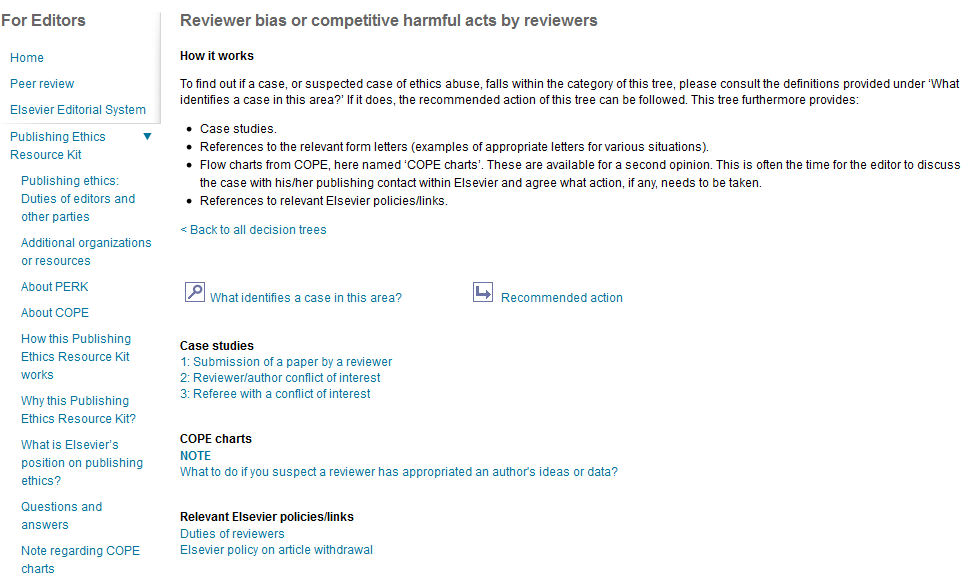 For Editors
Home
Peer review
Elsevier Editorial System
Publishing Ethics
Resource Kit
Publishing ethics:
Duties of editors and
other parties
Additional organizations
or resources
About PERK
About COPE
How this Publishing
Ethics Resource Kit
works
Why this Publishing
Ethics Resource Kit?
What is Elsevier's
position on publishing
ethics?
Questions and
answers
Note regarding COPE
charts
Reviewer bias or competitive harmful acts by reviewers
How it works
To find out if a case, or suspected case of ethics abuse, falls within the category of this tree, please consult the definitions provided under 'What
identifies a case in this area?' If it does, the recommended action of this tree can be followed. This tree furthermore provides:
• Case studies.
• References to the relevant form letters (examples of appropriate letters for various situations).
• Flow charts from COPE, here named 'COPE charts'. These are available for a second opinion. This is often the time for the editor to discuss
the case with his/her publishing contact within Elsevier and agree what action, if any, needs to be taken.
• References to relevant Elsevier policies/links.
< Back to all decision trees
What identifies a case in this area?
Recommended action
Case studies
1: Submission of a paper by a reviewer
2: Reviewer/author conflict of interest
3: Referee with a conflict of interest
COPE charts
NOTE
What to do if you suspect a reviewer has appropriated an author's ideas or data?
Relevant Elsevier policies/links
Duties of reviewers
Elsevier policy on article withdrawal